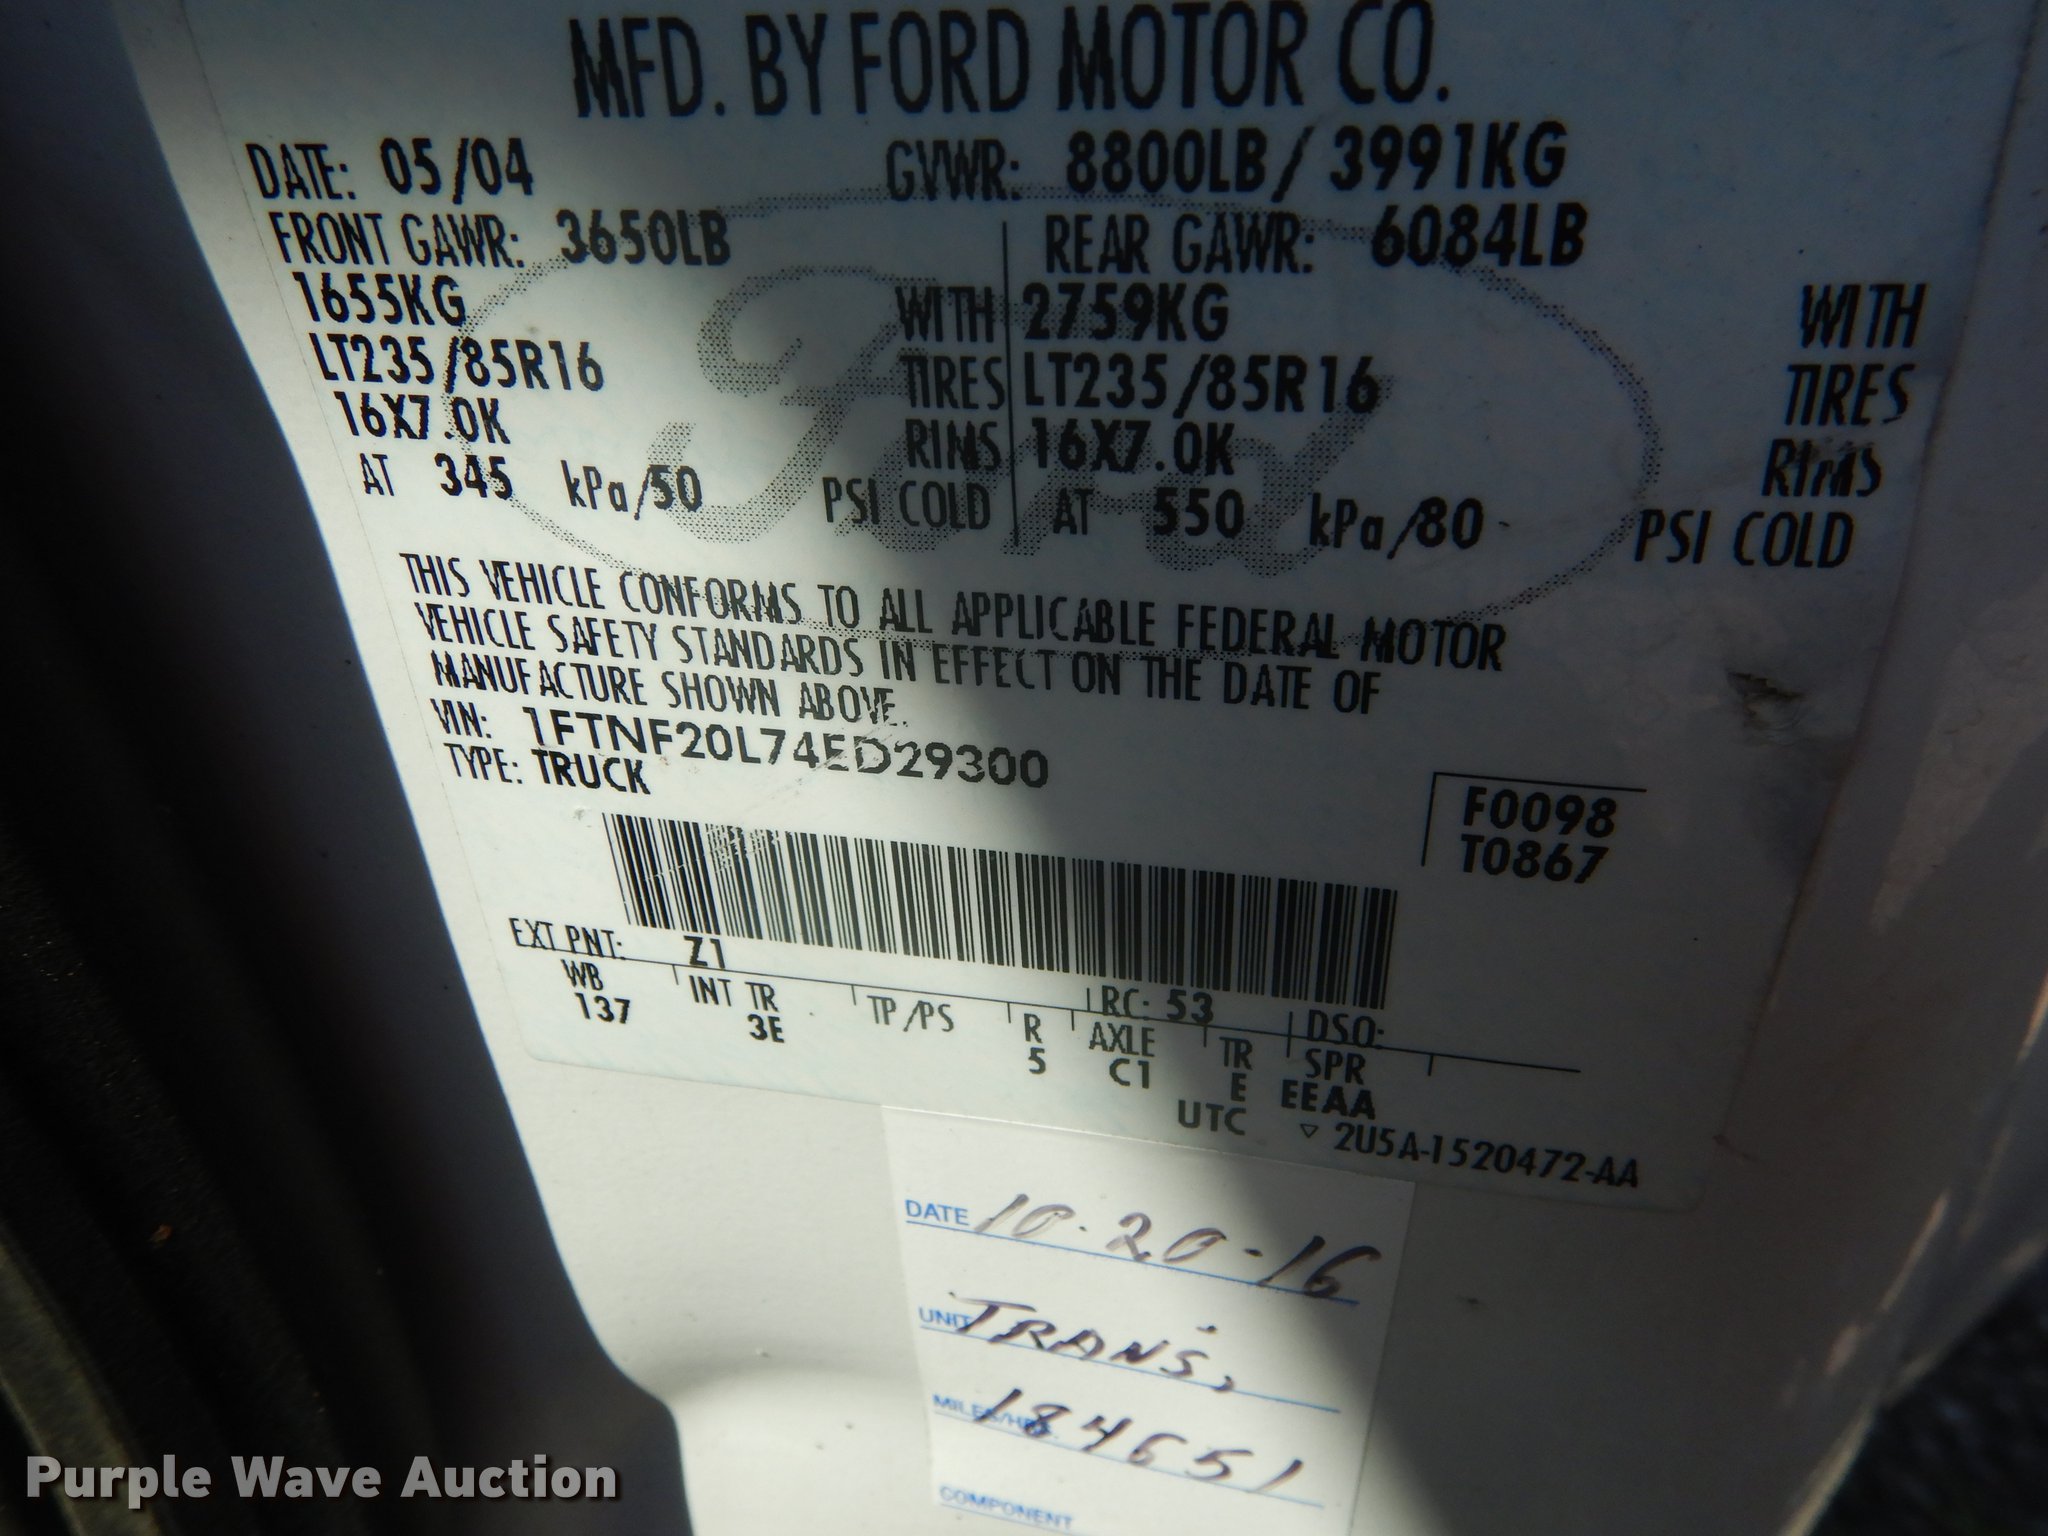 MFD. BY FORD MOTOR CO.
DATE: 05/04 GVWR: 8800LB/3991KG
FRONT GAWR: 3650LB REAR GAWR: 6084LB
1655KG WITH 2759KG WITH
LT235/85R16 TIRES LT235/85R16 TIRES
16X7.0K RIMS 16X7.0K RIMS
AT 345 kPa/50 PSI COLD AT 550 kPa/80 PSI COLD
Ford
THIS VEHICLE CONFORMS TO ALL APPLICABLE FEDERAL MOTOR
VEHICLE SAFETY STANDARDS IN EFFECT ON THE DATE OF
MANUFACTURE SHOWN ABOVE.
VIN: 1FTNF20L74ED29300
TYPE: TRUCK
F0098
T0867
EXT PNT: Z1 RC: 53 DSO:
WB INT TR TP/PS R AXLE TR SPR
137 3E 5 C1 E EEAA
UTC ▽ 2U5A-1520472-AA
DATE 10-20-16
UNIT TRANS.
MILES/HRS. 184651
COMPONENT
Purple Wave Auction